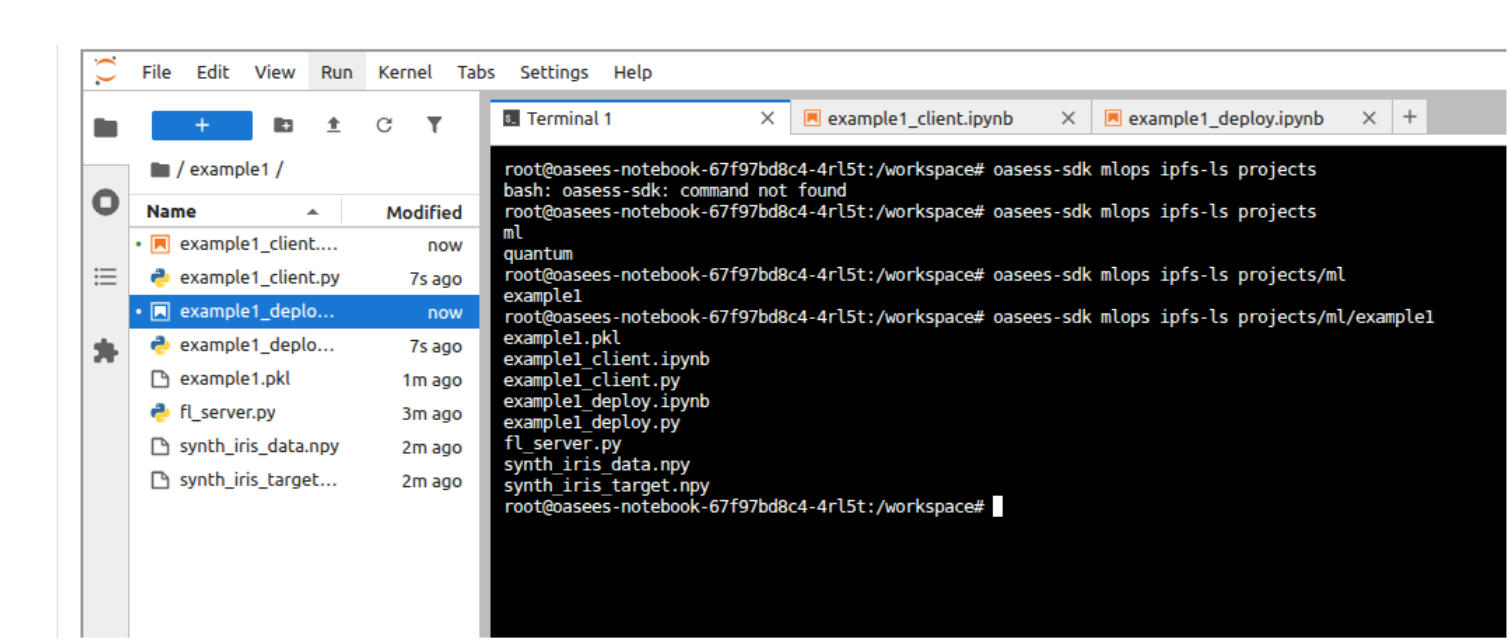 File Edit View Run Kernel Tabs Settings Help
+
/ example1 /
Name Modified
example1_client.... now
example1_client.py 7s ago
example1_deplo... now
example1_deplo... 7s ago
example1.pkl 1m ago
fl_server.py 3m ago
synth_iris_data.npy 2m ago
synth_iris_target... 2m ago
$_ Terminal 1 × example1_client.ipynb × example1_deploy.ipynb × +
root@oasees-notebook-67f97bd8c4-4rl5t:/workspace# oasess-sdk mlops ipfs-ls projects
bash: oasess-sdk: command not found
root@oasees-notebook-67f97bd8c4-4rl5t:/workspace# oasees-sdk mlops ipfs-ls projects
ml
quantum
root@oasees-notebook-67f97bd8c4-4rl5t:/workspace# oasees-sdk mlops ipfs-ls projects/ml
example1
root@oasees-notebook-67f97bd8c4-4rl5t:/workspace# oasees-sdk mlops ipfs-ls projects/ml/example1
example1.pkl
example1_client.ipynb
example1_client.py
example1_deploy.ipynb
example1_deploy.py
fl_server.py
synth_iris_data.npy
synth_iris_target.npy
root@oasees-notebook-67f97bd8c4-4rl5t:/workspace#